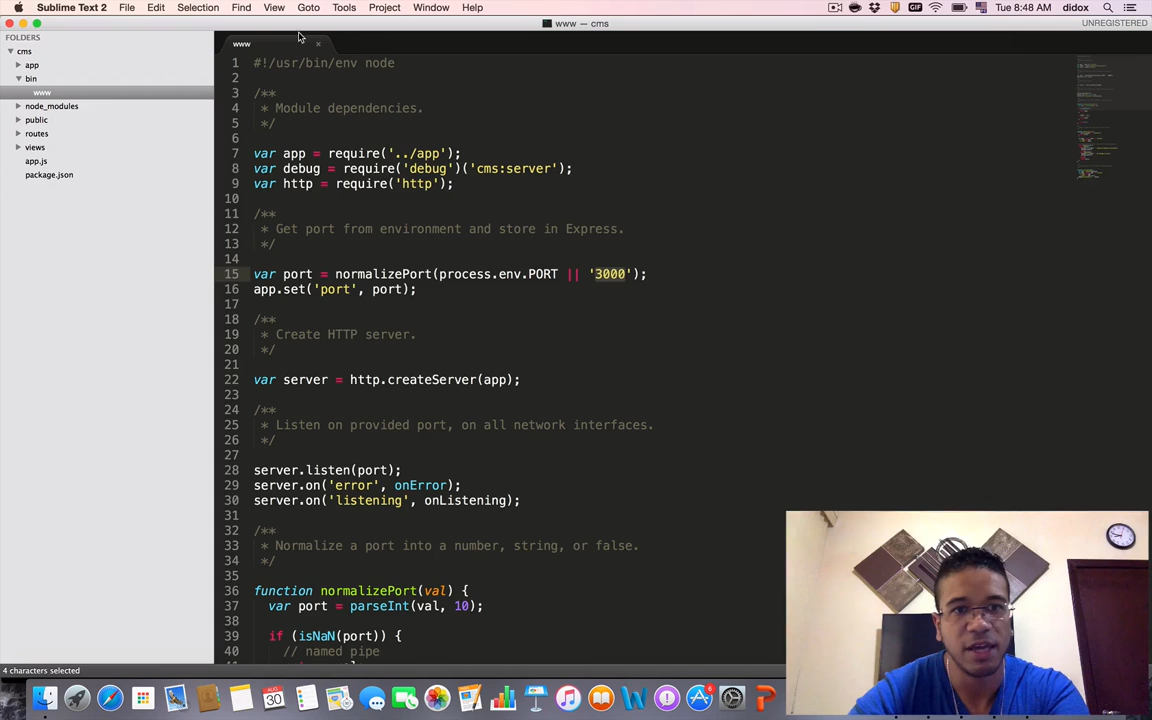 Sublime Text 2 File Edit Selection Find View Goto Tools Project Window Help GIF Tue 8:48 AM didox
www — cms UNREGISTERED
FOLDERS
cms
app
bin
www
node_modules
public
routes
views
app.js
package.json
www ×
1 #!/usr/bin/env node
2
3 /**
4 * Module dependencies.
5 */
6
7 var app = require('../app');
8 var debug = require('debug')('cms:server');
9 var http = require('http');
10
11 /**
12 * Get port from environment and store in Express.
13 */
14
15 var port = normalizePort(process.env.PORT || '3000');
16 app.set('port', port);
17
18 /**
19 * Create HTTP server.
20 */
21
22 var server = http.createServer(app);
23
24 /**
25 * Listen on provided port, on all network interfaces.
26 */
27
28 server.listen(port);
29 server.on('error', onError);
30 server.on('listening', onListening);
31
32 /**
33 * Normalize a port into a number, string, or false.
34 */
35
36 function normalizePort(val) {
37 var port = parseInt(val, 10);
38
39 if (isNaN(port)) {
40 // named pipe
4 characters selected
AUG
30
6